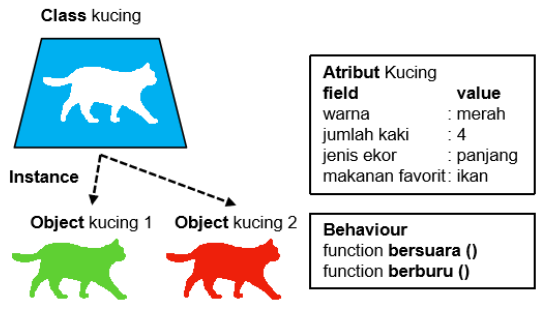 Class kucing
Instance
Object kucing 1
Object kucing 2
Atribut Kucing
field value
warna : merah
jumlah kaki : 4
jenis ekor : panjang
makanan favorit : ikan
Behaviour
function bersuara ()
function berburu ()